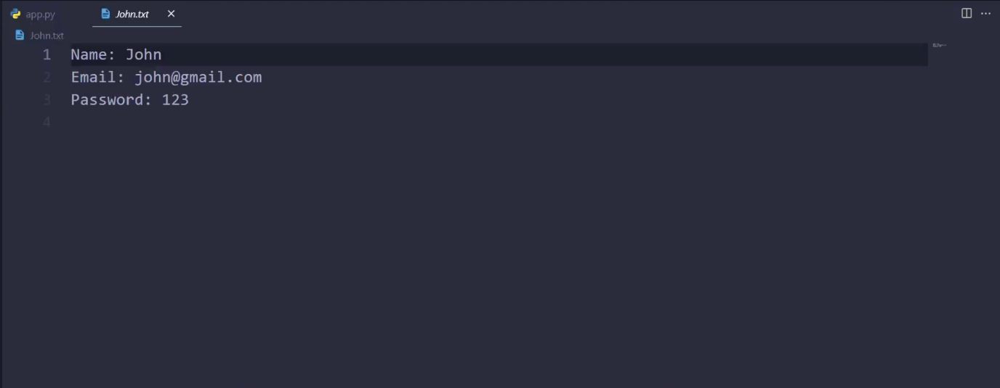 app.py
John.txt
John.txt
1 Name: John
2 Email: john@gmail.com
3 Password: 123
4